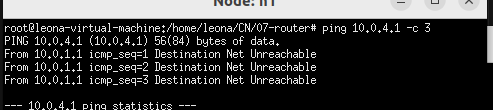 Node: h1
root@leona-virtual-machine:/home/leona/CN/07-router# ping 10.0.4.1 -c 3
PING 10.0.4.1 (10.0.4.1) 56(84) bytes of data.
From 10.0.1.1 icmp_seq=1 Destination Net Unreachable
From 10.0.1.1 icmp_seq=2 Destination Net Unreachable
From 10.0.1.1 icmp_seq=3 Destination Net Unreachable
--- 10.0.4.1 ping statistics ---